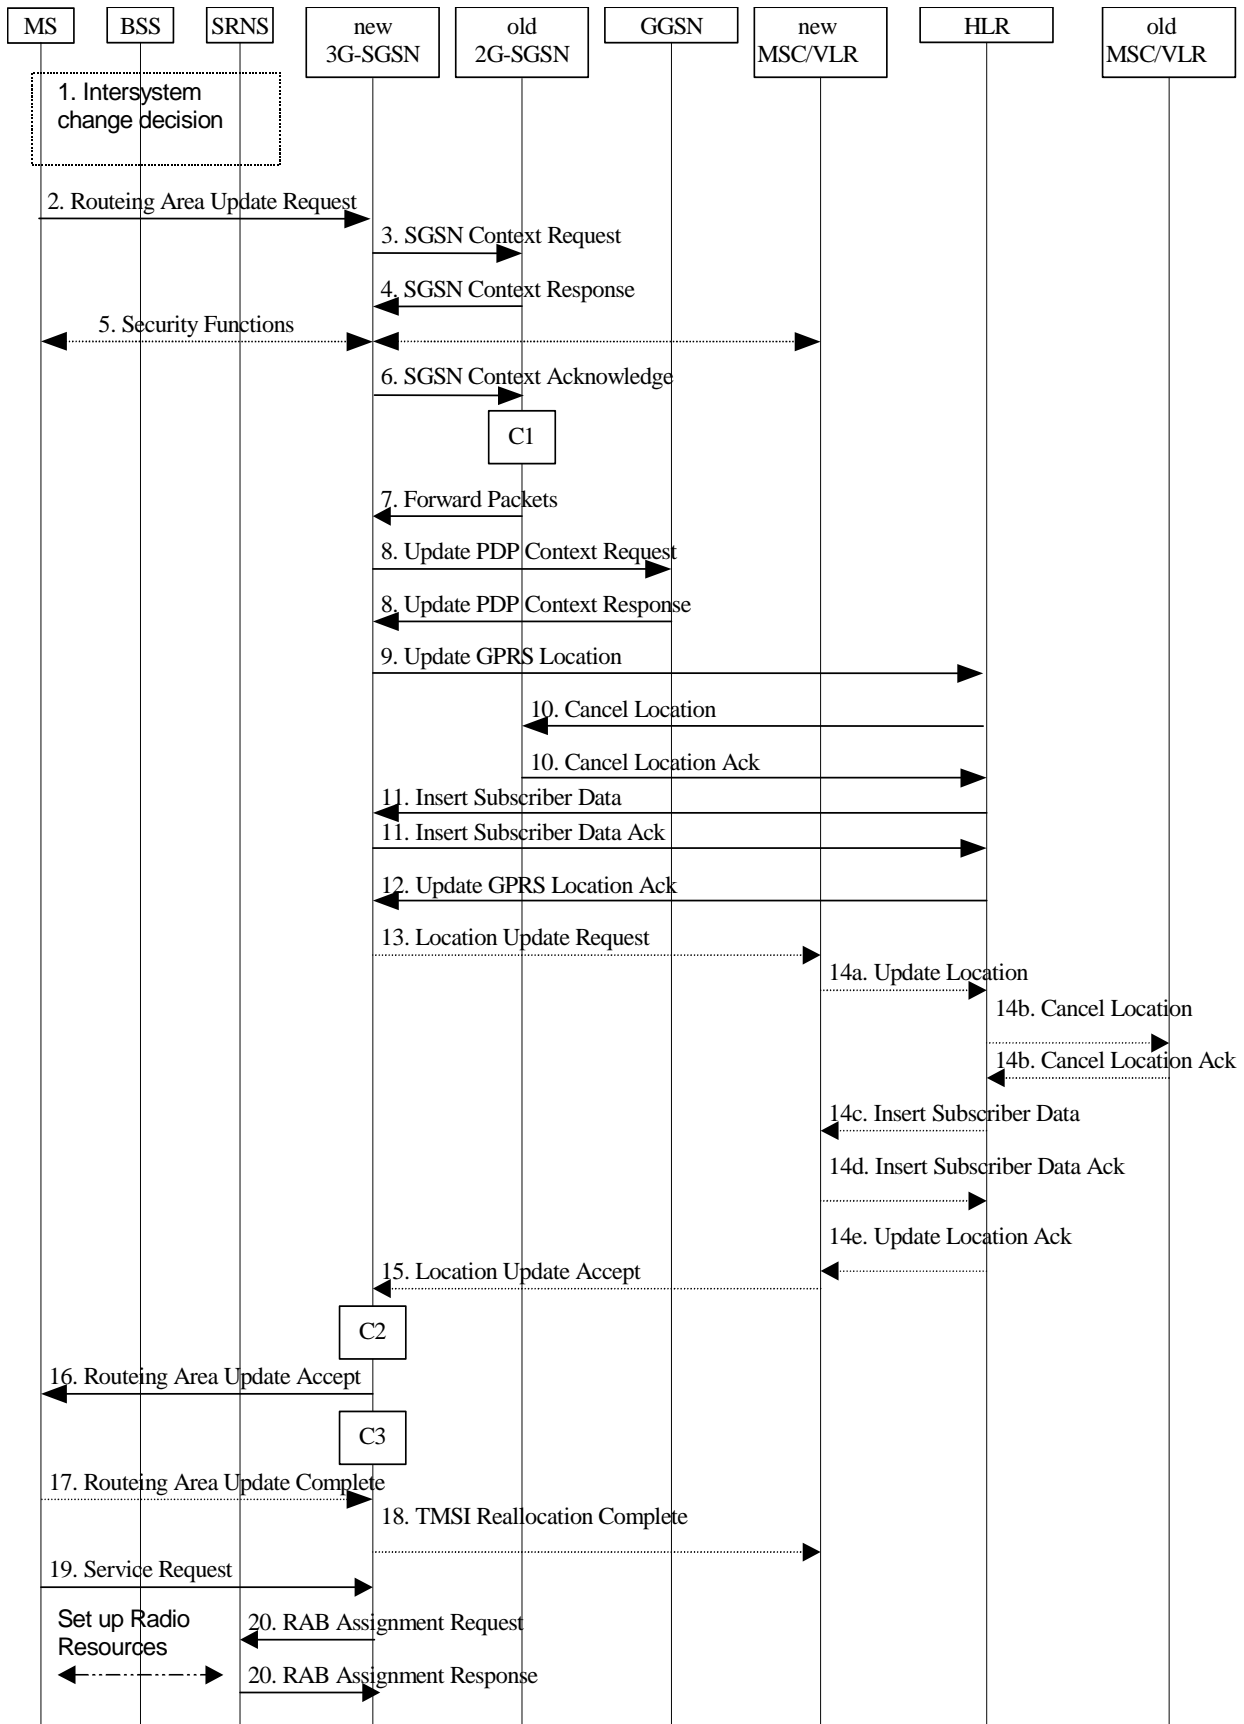 MS
BSS
SRNS
new
3G-SGSN
old
2G-SGSN
GGSN
new
MSC/VLR
HLR
old
MSC/VLR
1. Intersystem
change decision
2. Routeing Area Update Request
3. SGSN Context Request
4. SGSN Context Response
5. Security Functions
6. SGSN Context Acknowledge
C1
7. Forward Packets
8. Update PDP Context Request
8. Update PDP Context Response
9. Update GPRS Location
10. Cancel Location
10. Cancel Location Ack
11. Insert Subscriber Data
11. Insert Subscriber Data Ack
12. Update GPRS Location Ack
13. Location Update Request
14a. Update Location
14b. Cancel Location
14b. Cancel Location Ack
14c. Insert Subscriber Data
14d. Insert Subscriber Data Ack
14e. Update Location Ack
15. Location Update Accept
C2
16. Routeing Area Update Accept
C3
17. Routeing Area Update Complete
18. TMSI Reallocation Complete
19. Service Request
Set up Radio
Resources
20. RAB Assignment Request
20. RAB Assignment Response